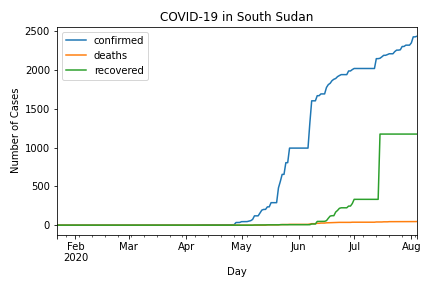 COVID-19 in South Sudan
confirmed
deaths
recovered
2500
2000
1500
1000
500
0
Number of Cases
Feb Mar Apr May Jun Jul Aug
2020
Day